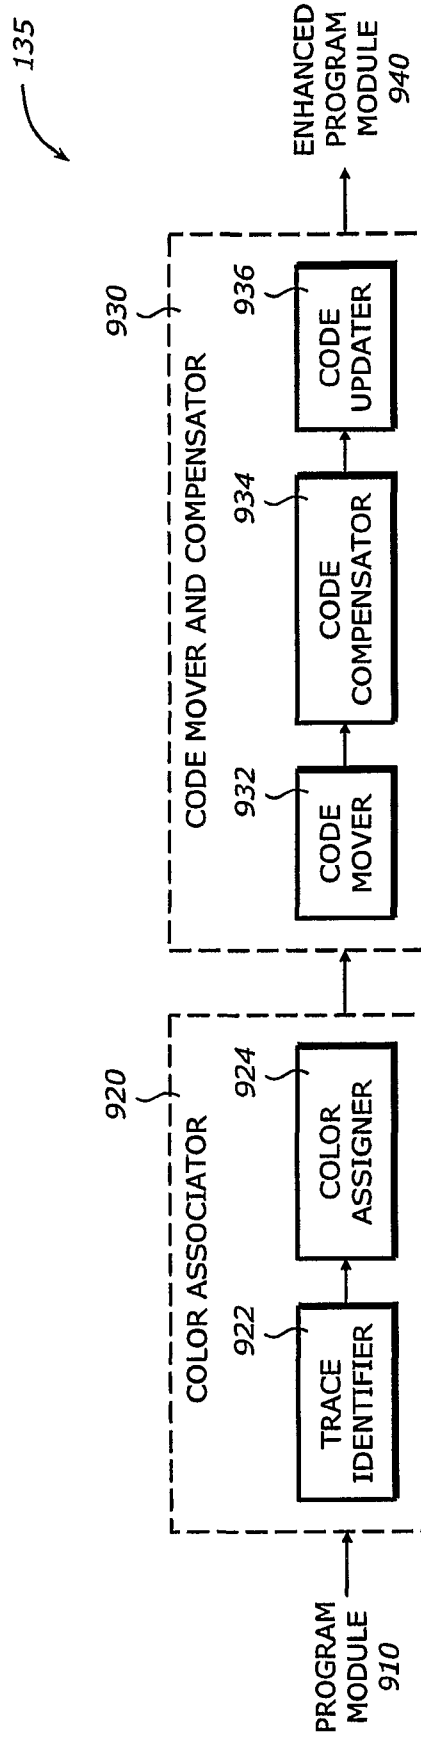 135
PROGRAM
MODULE
910
920
COLOR ASSOCIATOR
922
TRACE
IDENTIFIER
924
COLOR
ASSIGNER
930
CODE MOVER AND COMPENSATOR
932
CODE
MOVER
934
CODE
COMPENSATOR
936
CODE
UPDATER
ENHANCED
PROGRAM
MODULE
940